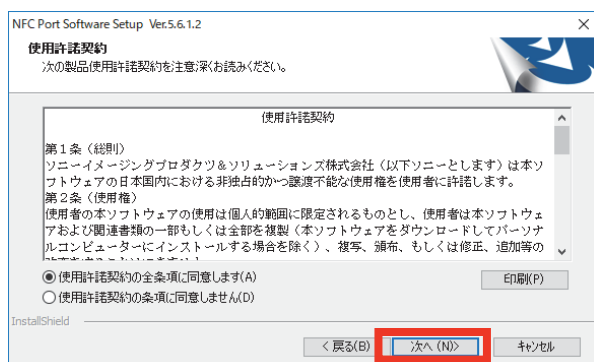 NFC Port Software Setup Ver.5.6.1.2
使用許諾契約
次の製品使用許諾契約を注意深くお読みください。
使用許諾契約
第1条（総則）
ソニーイメージングプロダクツ＆ソリューションズ株式会社（以下ソニーとします）は本ソ
フトウェアの日本国内における非独占的かつ譲渡不能な使用権を使用者に許諾します。
第2条（使用権）
使用者の本ソフトウェアの使用は個人的範囲に限定されるものとし、使用者は本ソフトウェ
アおよび関連書類の一部もしくは全部を複製（本ソフトウェアをダウンロードしてパーソナ
ルコンピューターにインストールする場合を除く）、複写、頒布、もしくは修正、追加等の
使用許諾契約の全条項に同意します(A)
印刷(P)
使用許諾契約の条項に同意しません(D)
InstallShield
< 戻る(B)
次へ (N)>
キャンセル